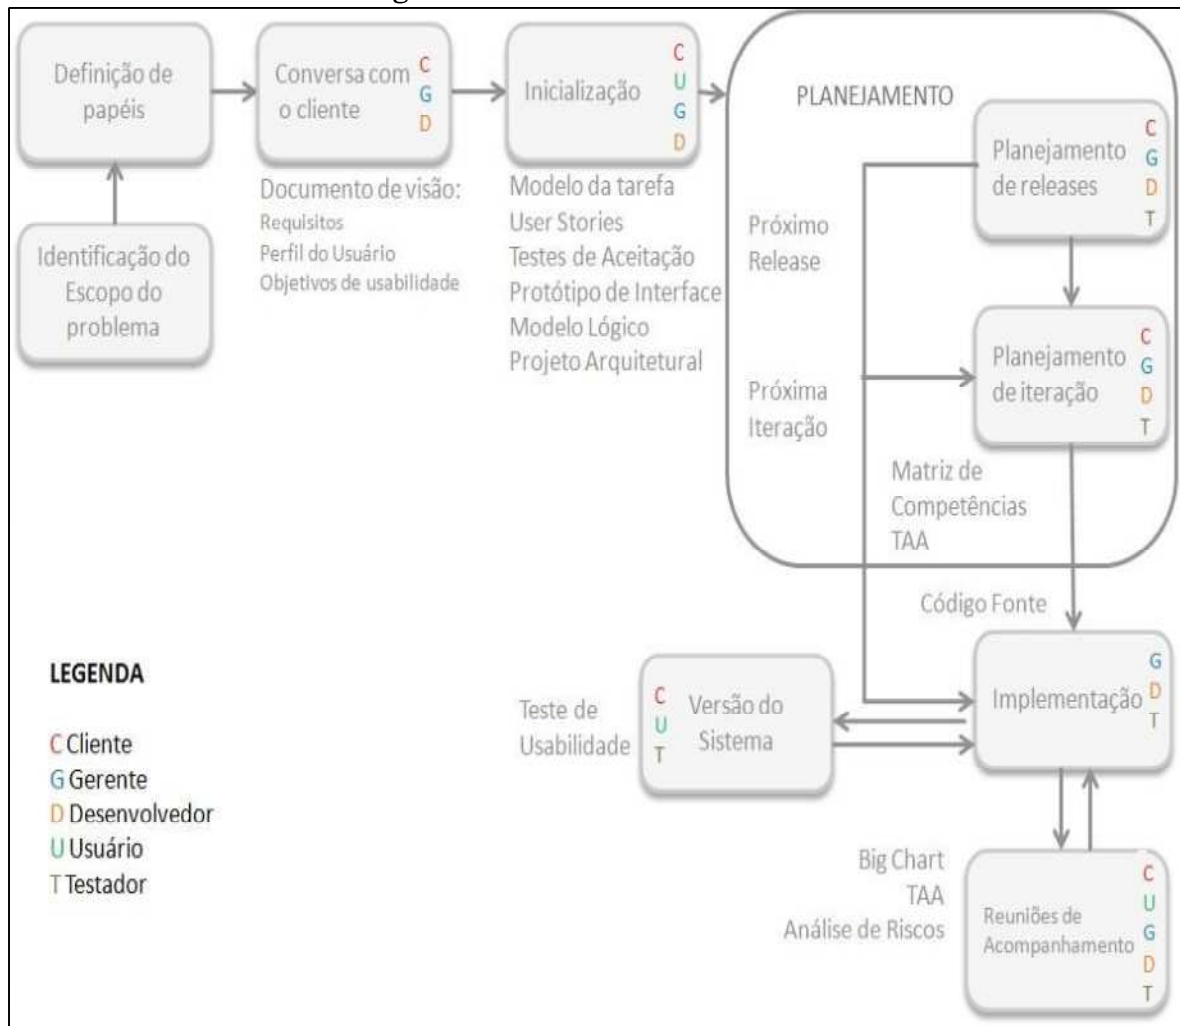 Definição de
papéis
Conversa com
o cliente
C
G
D
Inicialização
C
U
G
D
Documento de visão:
Requisitos
Perfil do Usuário
Objetivos de usabilidade
Modelo da tarefa
User Stories
Testes de Aceitação
Protótipo de Interface
Modelo Lógico
Projeto Arquitetural
Identificação do
Escopo do
problema
PLANEJAMENTO
Planejamento
de releases
C
G
D
T
Próximo
Release
Planejamento
de iteração
C
G
D
T
Próxima
Iteração
Matriz de
Competências
TAA
Código Fonte
Implementação
G
D
T
Versão do
Sistema
C
U
T
Teste de
Usabilidade
Big Chart
TAA
Análise de Riscos
Reuniões de
Acompanhamento
C
U
G
D
T
LEGENDA
C Cliente
G Gerente
D Desenvolvedor
U Usuário
T Testador